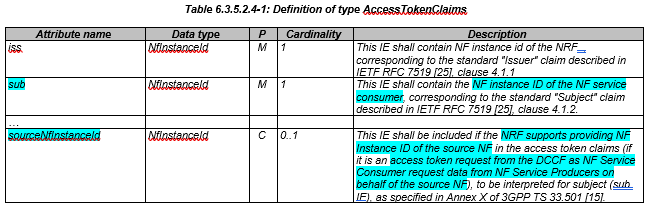 Table 6.3.5.2.4-1: Definition of type AccessTokenClaims
Attribute name Data type P Cardinality Description
iss NfInstanceId M 1 This IE shall contain NF instance id of the NRF,
corresponding to the standard "Issuer" claim described in
IETF RFC 7519 [25], clause 4.1.1
sub NfInstanceId M 1 This IE shall contain the NF instance ID of the NF service
consumer, corresponding to the standard "Subject" claim
described in IETF RFC 7519 [25], clause 4.1.2.
...
sourceNfInstanceId NfInstanceId C 0..1 This IE shall be included if the NRF supports providing NF
Instance ID of the source NF in the access token claims (if
it is an access token request from the DCCF as NF Service
Consumer request data from NF Service Producers on
behalf of the source NF), to be interpreted for subject (sub
IE), as specified in Annex X of 3GPP TS 33.501 [15].